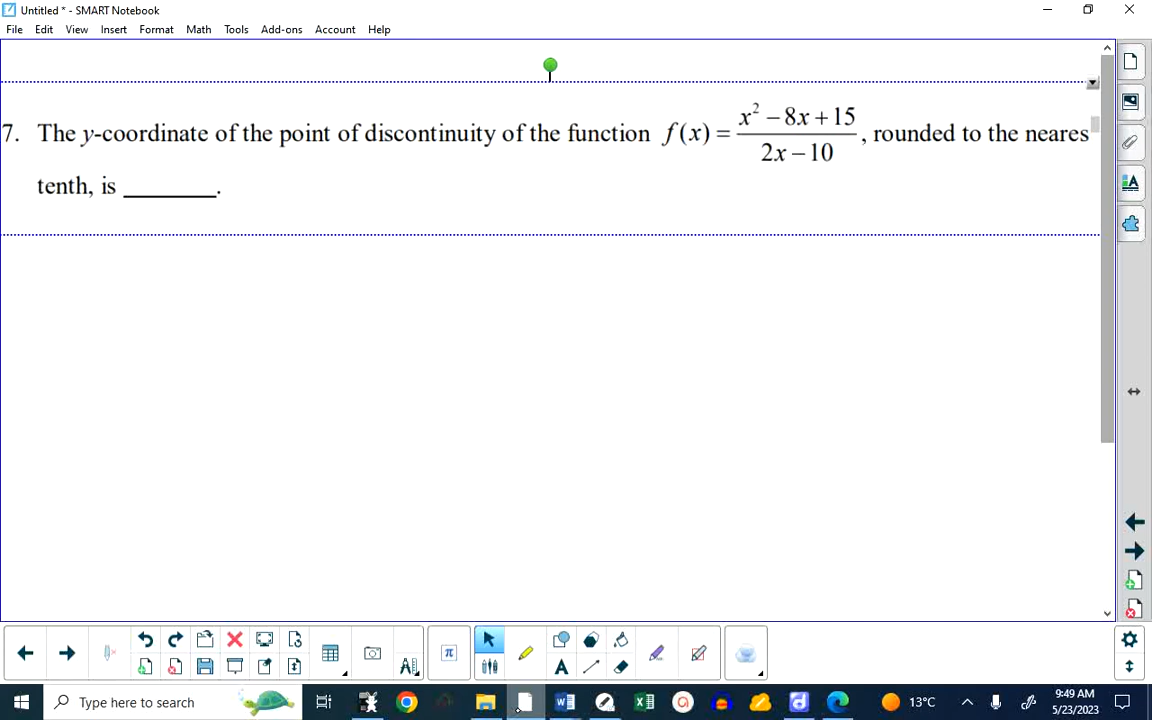 Untitled * - SMART Notebook
File Edit View Insert Format Math Tools Add-ons Account Help
7. The y-coordinate of the point of discontinuity of the function f(x) = (x² − 8x + 15)/(2x − 10), rounded to the neares
tenth, is ________.
Type here to search
13°C
9:49 AM
5/23/2023